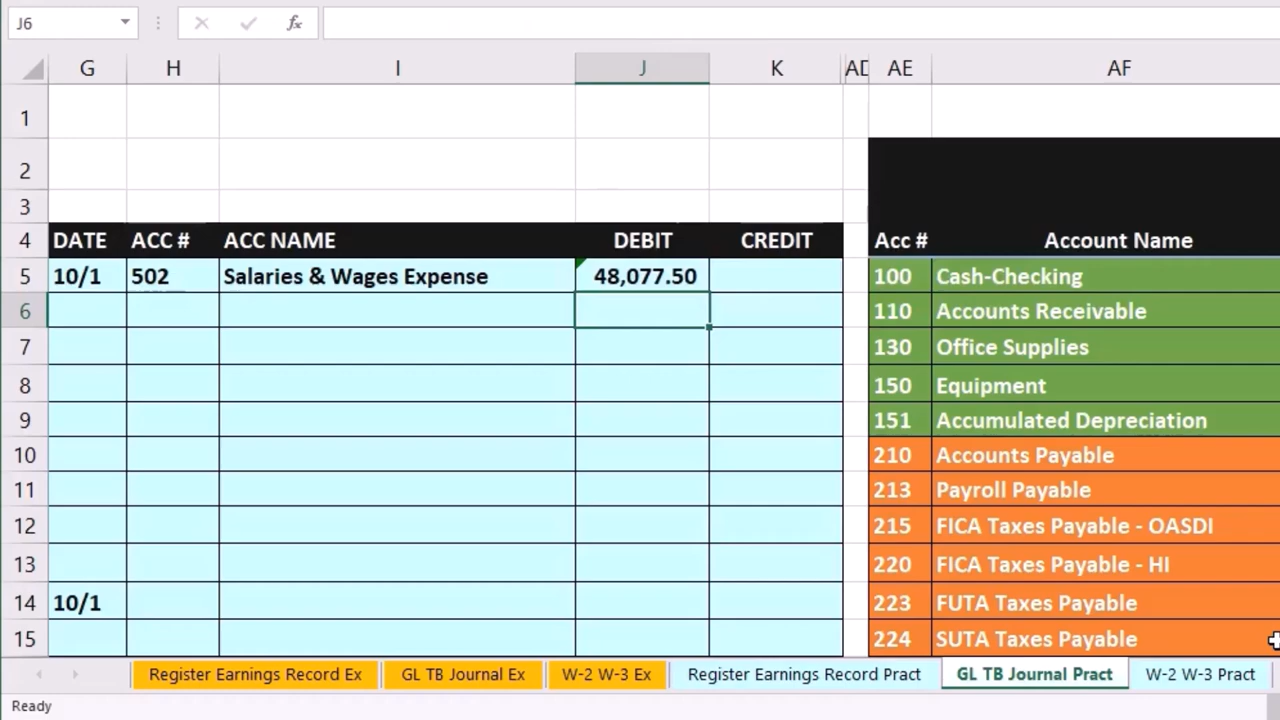 J6 fx
G H I J K AD AE AF
1
2
3
4 DATE ACC # ACC NAME DEBIT CREDIT Acc # Account Name
5 10/1 502 Salaries & Wages Expense 48,077.50 100 Cash-Checking
6 110 Accounts Receivable
7 130 Office Supplies
8 150 Equipment
9 151 Accumulated Depreciation
10 210 Accounts Payable
11 213 Payroll Payable
12 215 FICA Taxes Payable - OASDI
13 220 FICA Taxes Payable - HI
14 10/1 223 FUTA Taxes Payable
15 224 SUTA Taxes Payable
Register Earnings Record Ex GL TB Journal Ex W-2 W-3 Ex Register Earnings Record Pract GL TB Journal Pract W-2 W-3 Pract
Ready